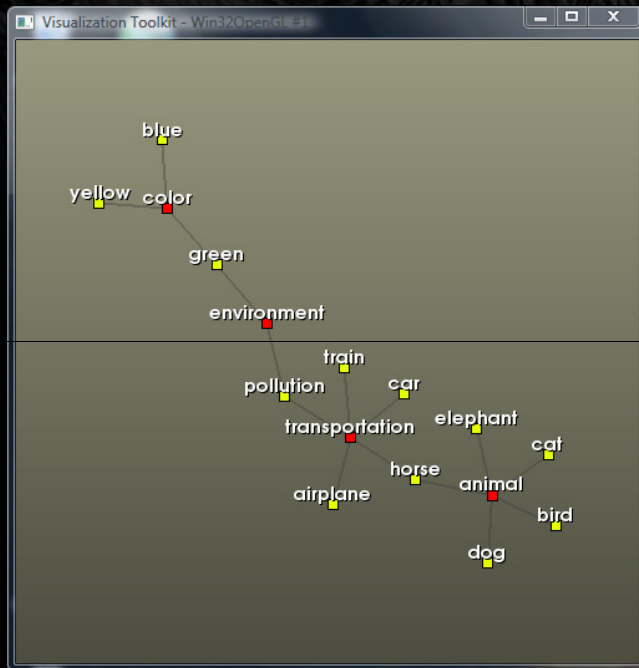 Visualization Toolkit - Win32OpenGL #1
blue
yellow
color
green
environment
train
pollution
car
transportation
elephant
cat
horse
animal
airplane
bird
dog